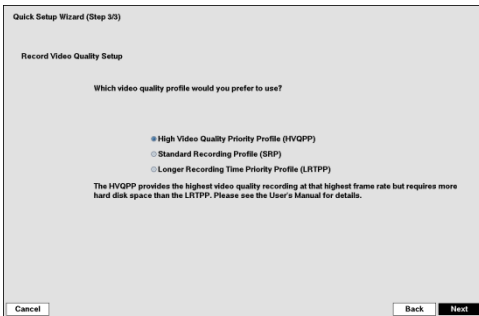 Quick Setup Wizard (Step 3/3)
Record Video Quality Setup
Which video quality profile would you prefer to use?
High Video Quality Priority Profile (HVQPP)
Standard Recording Profile (SRP)
Longer Recording Time Priority Profile (LRTPP)
The HVQPP provides the highest video quality recording at that highest frame rate but requires more
hard disk space than the LRTPP. Please see the User's Manual for details.
Cancel Back Next